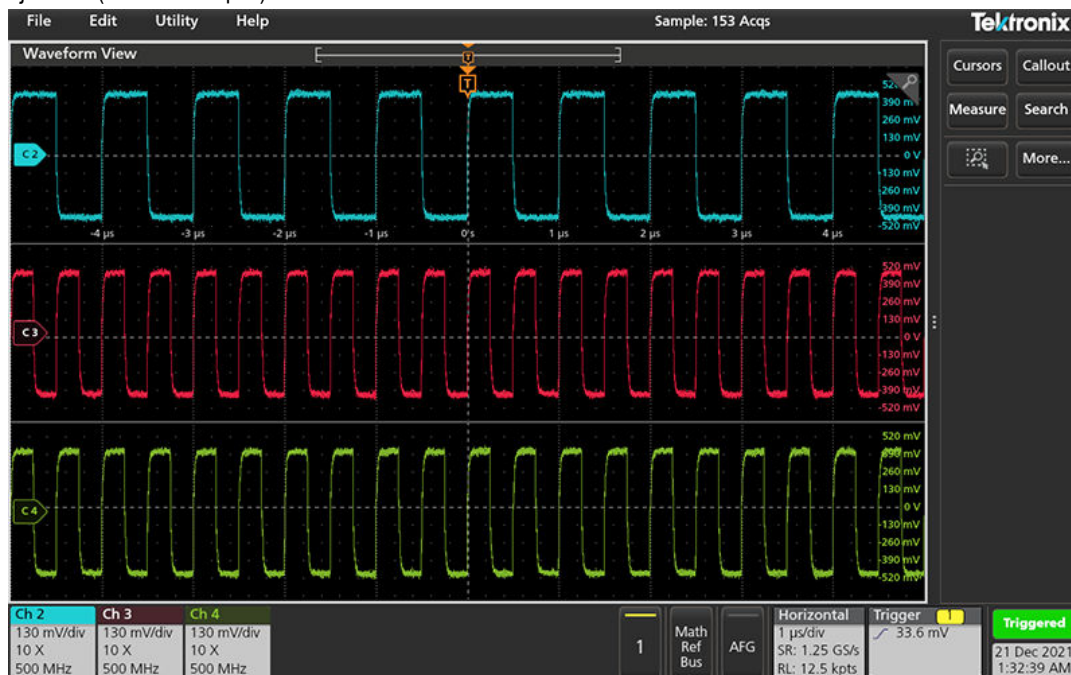 File Edit Utility Help Sample: 153 Acqs Tektronix
Waveform View
Cursors Callout
Measure Search
More...
T
T
390 m
260 mV
130 mV
C 2
0 V
-130 mV
-260 mV
-390 mV
-520 mV
-4 µs -3 µs -2 µs -1 µs 0 s 1 µs 2 µs 3 µs 4 µs
520 mV
390 mV
260 mV
130 mV
C 3
0 V
-130 mV
-260 mV
-390 mV
-520 mV
520 mV
390 mV
260 mV
130 mV
C 4
0 V
-130 mV
-260 mV
-390 mV
-520 mV
Ch 2 Ch 3 Ch 4 Horizontal Trigger 1
130 mV/div 130 mV/div 130 mV/div 1 µs/div 33.6 mV
10 X 10 X 10 X SR: 1.25 GS/s
500 MHz 500 MHz 500 MHz RL: 12.5 kpts
1
Math
Ref
Bus
AFG
Triggered
21 Dec 2021
1:32:39 AM